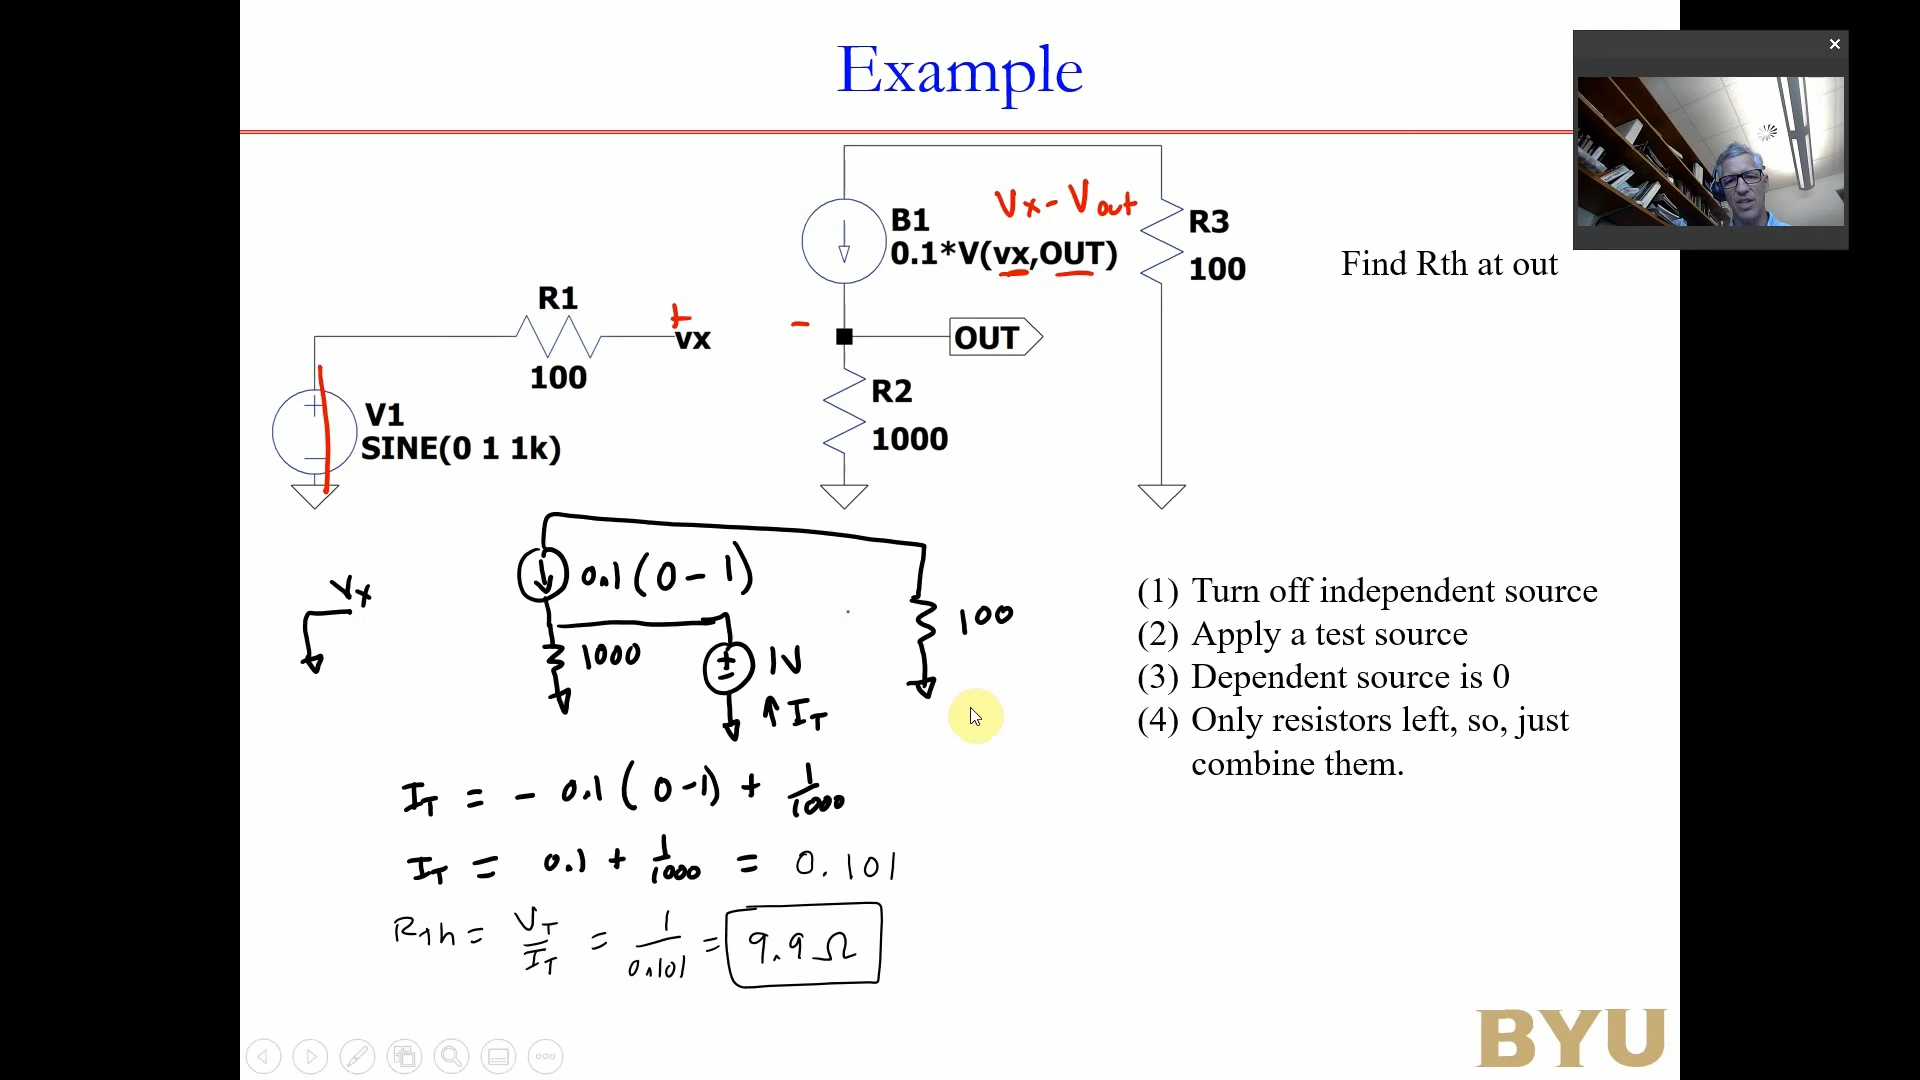 Example
B1
0.1*V(vx,OUT)
Vx - Vout
R3
100
Find Rth at out
R1
100
+
vx
-
OUT
V1
SINE(0 1 1k)
R2
1000
Vx
0.1(0-1)
1000
1V
↑ IT
100
(1) Turn off independent source
(2) Apply a test source
(3) Dependent source is 0
(4) Only resistors left, so, just
combine them.
IT = - 0.1(0-1) + 1/1000
IT = 0.1 + 1/1000 = 0.101
Rth = VT/IT = 1/0.101 = 9.9 Ω
BYU